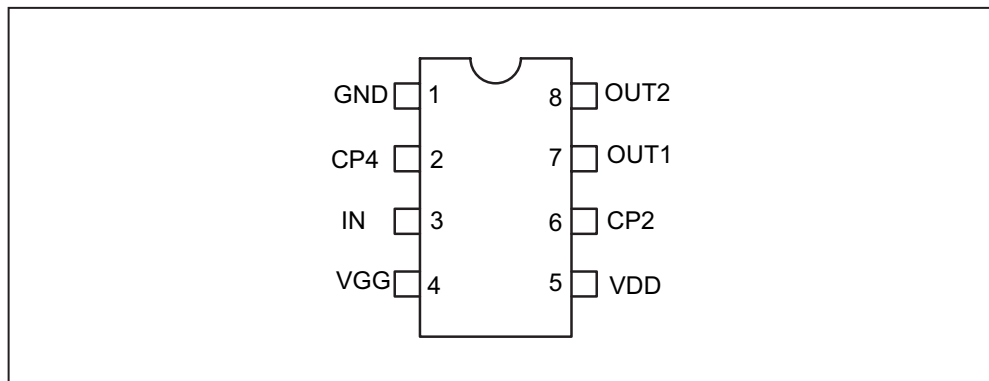 GND 1 8 OUT2
CP4 2 7 OUT1
IN 3 6 CP2
VGG 4 5 VDD